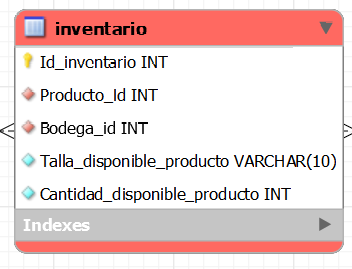 inventario
Id_inventario INT
Producto_Id INT
Bodega_id INT
Talla_disponible_producto VARCHAR(10)
Cantidad_disponible_producto INT
Indexes